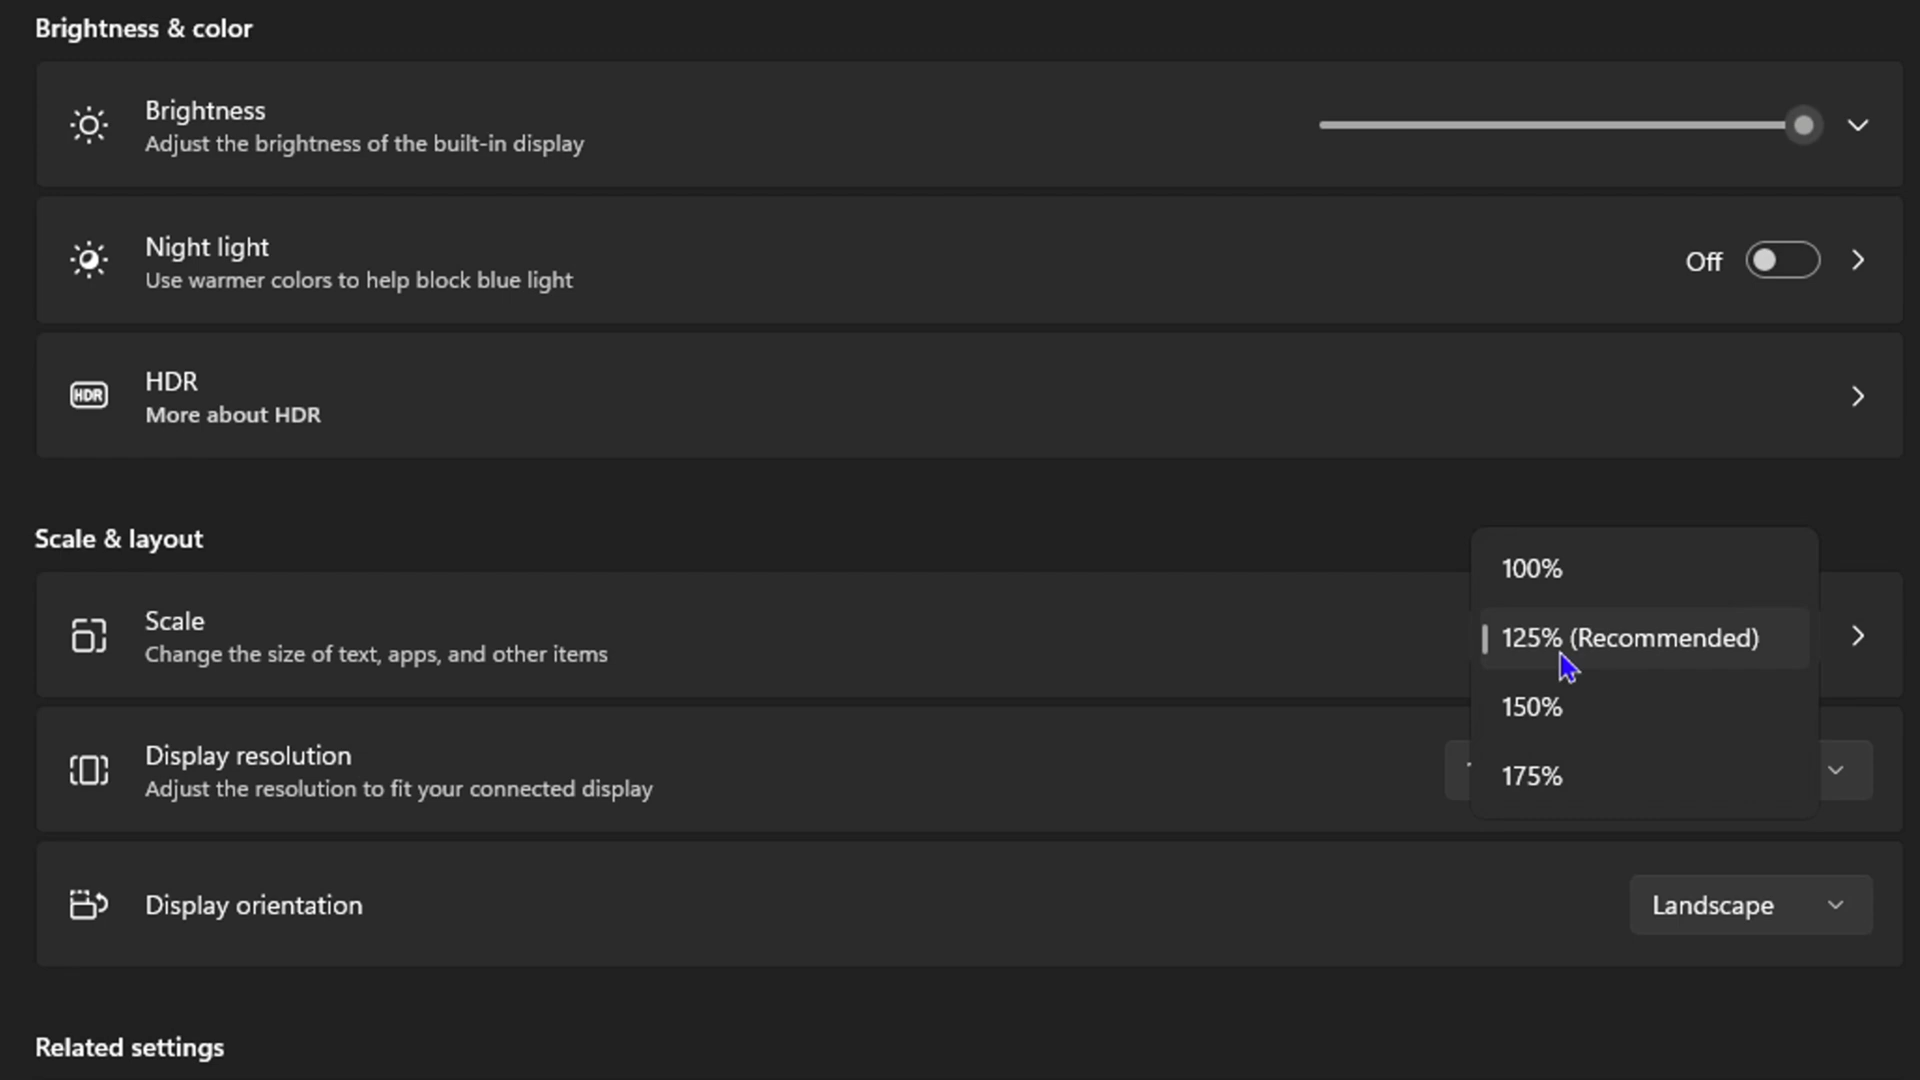 Brightness & color
Brightness
Adjust the brightness of the built-in display
Night light
Use warmer colors to help block blue light
Off
HDR
HDR
More about HDR
Scale & layout
Scale
Change the size of text, apps, and other items
100%
125% (Recommended)
150%
175%
Display resolution
Adjust the resolution to fit your connected display
Display orientation
Landscape
Related settings